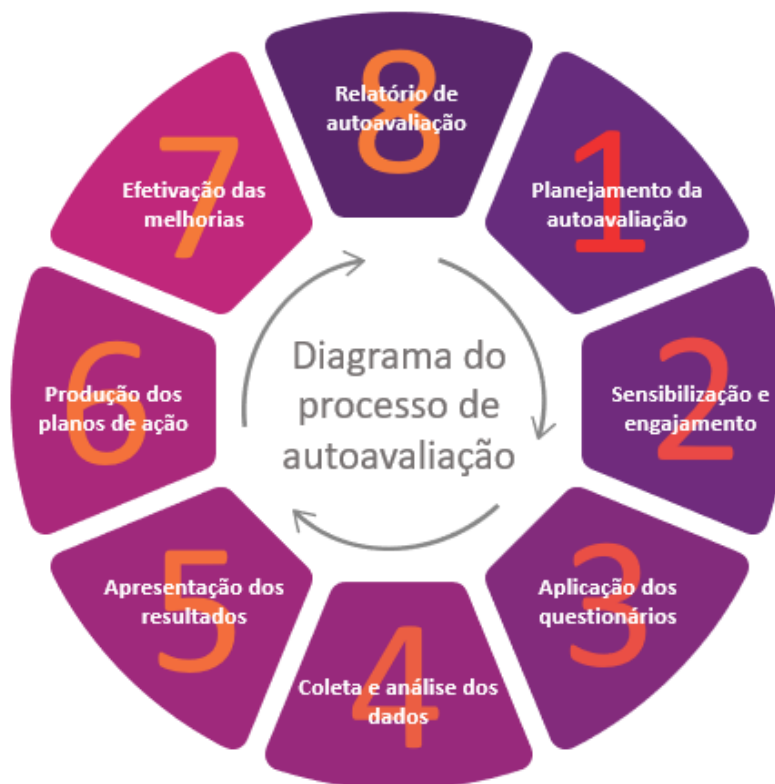 8
Relatório de
autoavaliação
1
Planejamento da
autoavaliação
2
Sensibilização e
engajamento
3
Aplicação dos
questionários
4
Coleta e análise dos
dados
5
Apresentação dos
resultados
6
Produção dos
planos de ação
7
Efetivação das
melhorias
Diagrama do
processo de
autoavaliação